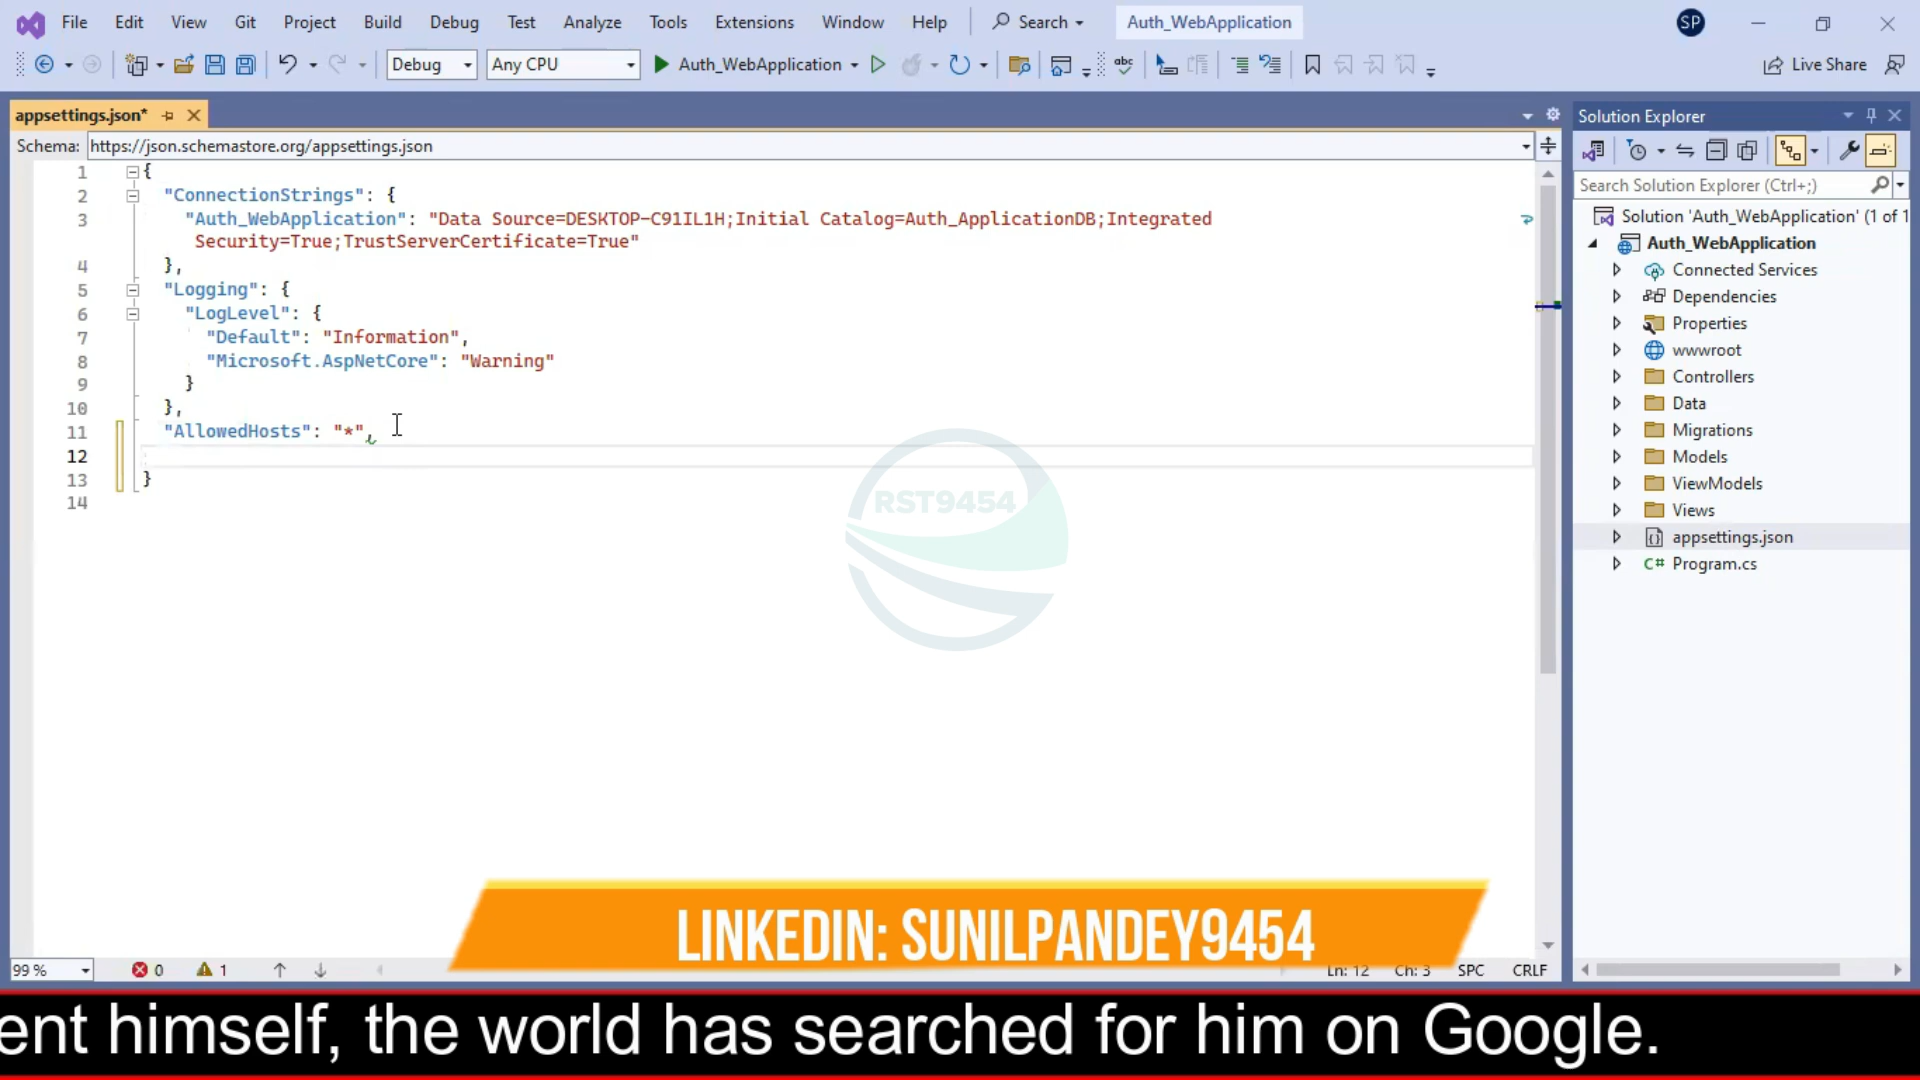 File Edit View Git Project Build Debug Test Analyze Tools Extensions Window Help Search Auth_WebApplication SP
Debug Any CPU Auth_WebApplication abc Live Share
appsettings.json*
Schema: https://json.schemastore.org/appsettings.json
1 {
2 "ConnectionStrings": {
3 "Auth_WebApplication": "Data Source=DESKTOP-C91IL1H;Initial Catalog=Auth_ApplicationDB;Integrated
Security=True;TrustServerCertificate=True"
4 },
5 "Logging": {
6 "LogLevel": {
7 "Default": "Information",
8 "Microsoft.AspNetCore": "Warning"
9 }
10 },
11 "AllowedHosts": "*",
12
13 }
14
RST9454
Solution Explorer
Search Solution Explorer (Ctrl+;)
Solution 'Auth_WebApplication' (1 of 1
Auth_WebApplication
Connected Services
Dependencies
Properties
wwwroot
Controllers
Data
Migrations
Models
ViewModels
Views
appsettings.json
C# Program.cs
LINKEDIN: SUNILPANDEY9454
99 % 0 1 Ln: 12 Ch: 3 SPC CRLF
ent himself, the world has searched for him on Google.